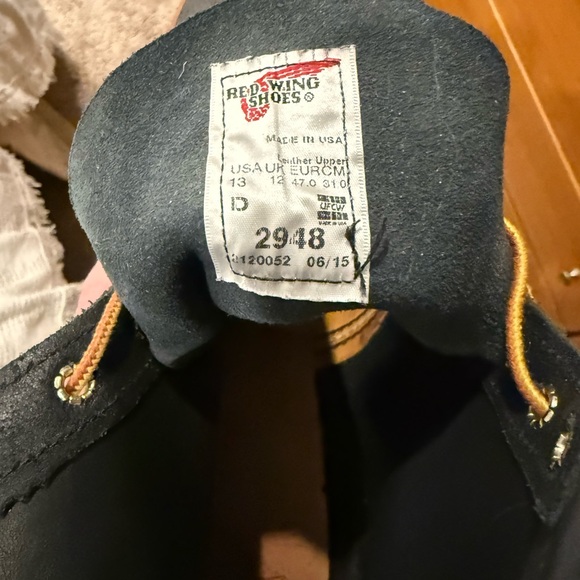 RED WING
SHOES
MADE IN USA
Leather Upper
USA UK EUR CM
13 12 47.0 31.0
D
UFCW
MADE IN USA
2948
3120052 06/15